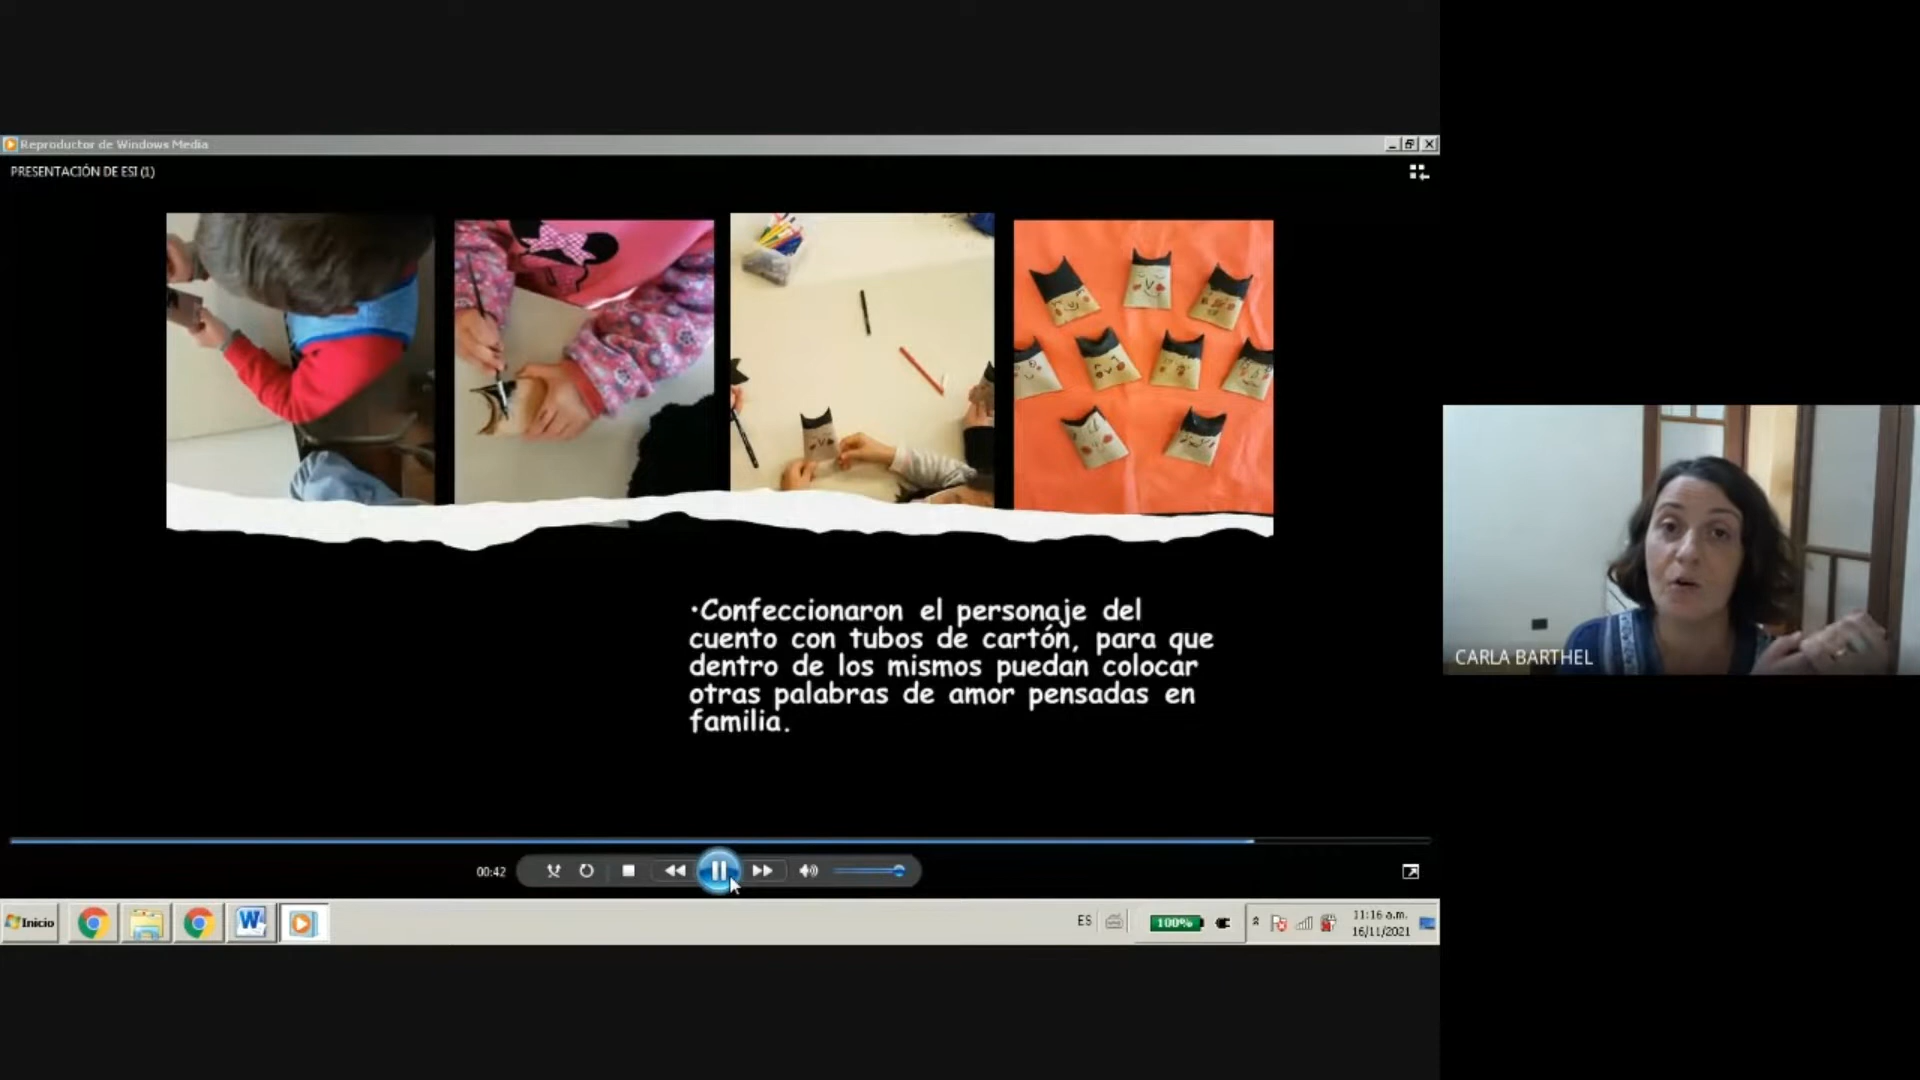 Reproductor de Windows Media
PRESENTACIÓN DE ESI (1)
•Confeccionaron el personaje del
cuento con tubos de cartón, para que
dentro de los mismos puedan colocar
otras palabras de amor pensadas en
familia.
CARLA BARTHEL
00:42
Inicio
ES
100%
11:16 a.m.
16/11/2021